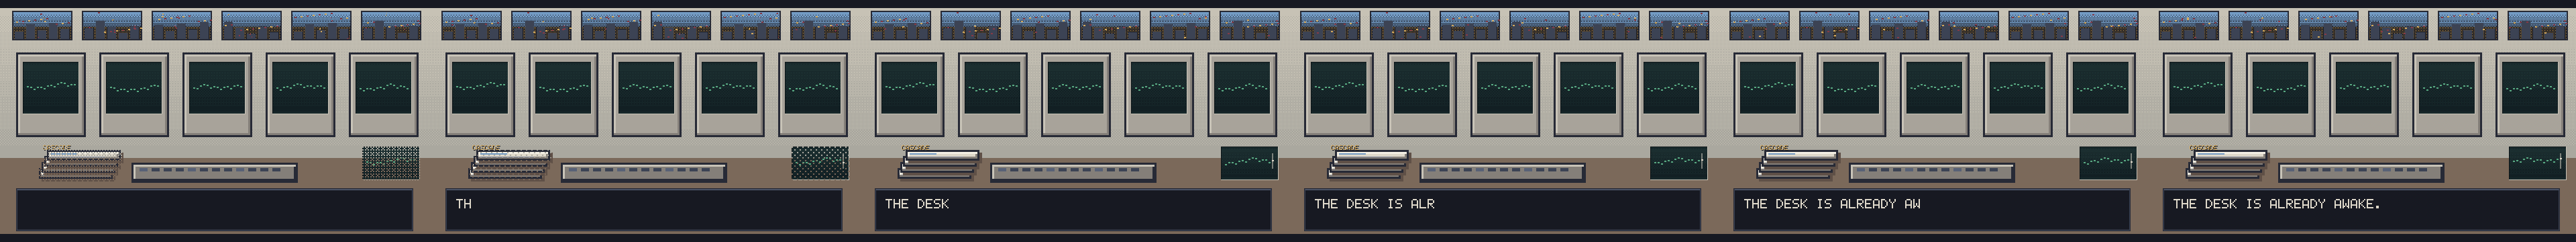 TH
THE DESK
THE DESK IS ALR
THE DESK IS ALREADY AW
THE DESK IS ALREADY AWAKE.